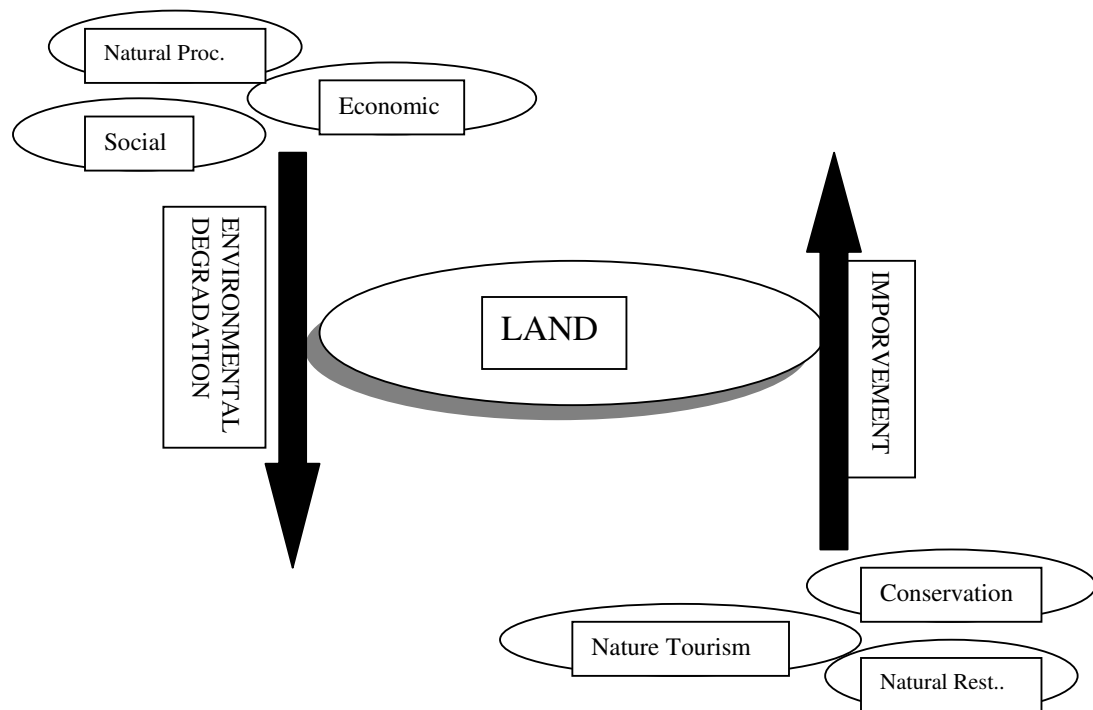 Natural Proc.
Economic
Social
ENVIRONMENTAL
DEGRADATION
LAND
IMPORVEMENT
Conservation
Nature Tourism
Natural Rest..